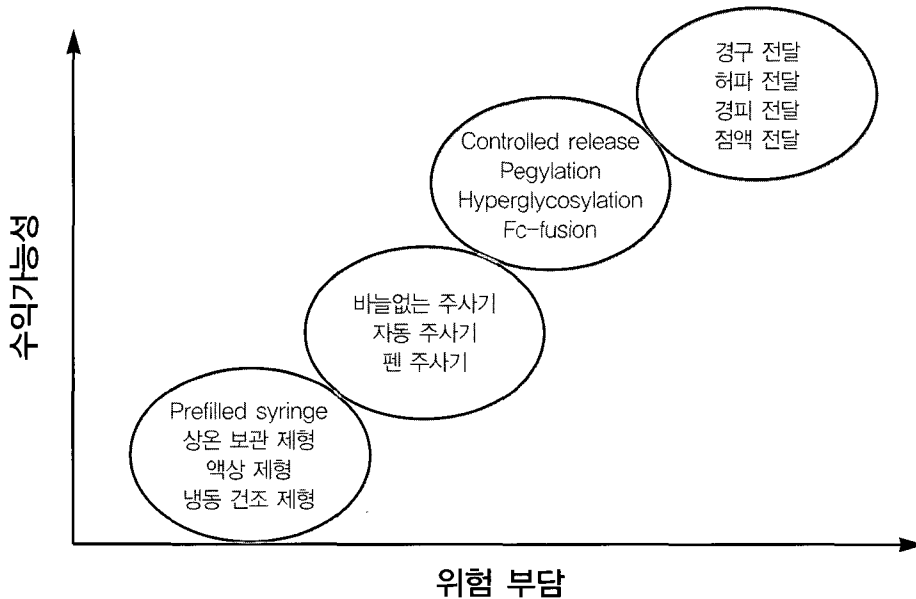 경구 전달
허파 전달
경피 전달
점액 전달
Controlled release
Pegylation
Hyperglycosylation
Fc-fusion
바늘없는 주사기
자동 주사기
펜 주사기
Prefilled syringe
상온 보관 제형
액상 제형
냉동 건조 제형
수익가능성
위험 부담